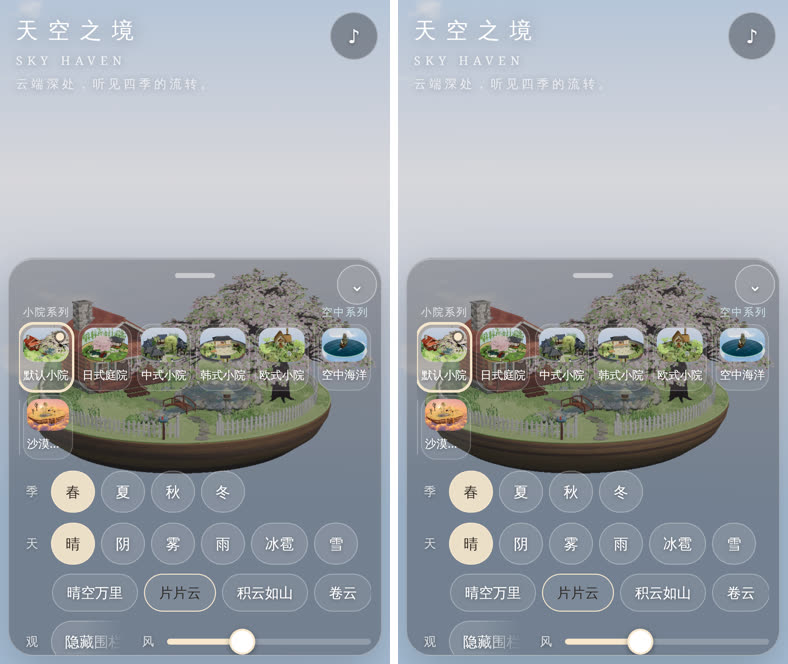 天空之境
SKY HAVEN
云端深处，听见四季的流转。
♪
小院系列 空中系列
默认小院 日式庭院 中式小院 韩式小院 欧式小院 空中海洋
沙漠...
季 春 夏 秋 冬
天 晴 阴 雾 雨 冰雹 雪
晴空万里 片片云 积云如山 卷云
观 隐藏围栏 风
天空之境
SKY HAVEN
云端深处，听见四季的流转。
♪
小院系列 空中系列
默认小院 日式庭院 中式小院 韩式小院 欧式小院 空中海洋
沙漠...
季 春 夏 秋 冬
天 晴 阴 雾 雨 冰雹 雪
晴空万里 片片云 积云如山 卷云
观 隐藏围栏 风